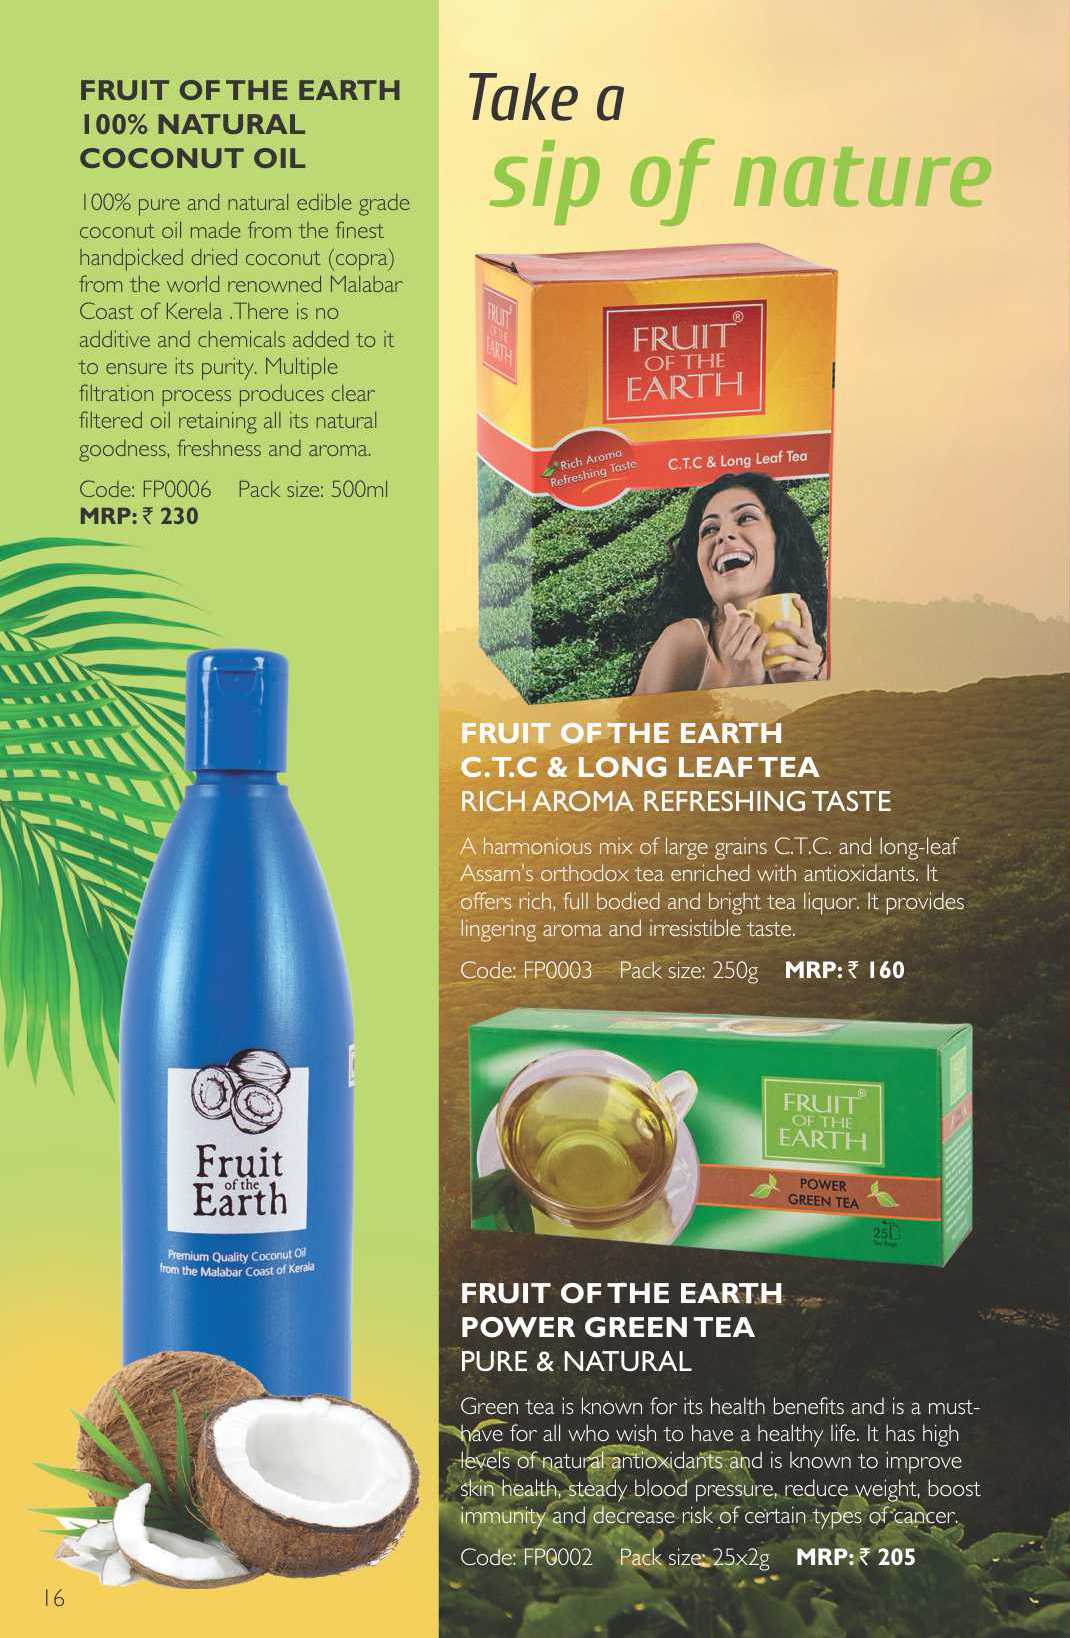 FRUIT OF THE EARTH
100% NATURAL
COCONUT OIL
100% pure and natural edible grade
coconut oil made from the finest
handpicked dried coconut (copra)
from the world renowned Malabar
Coast of Kerela .There is no
additive and chemicals added to it
to ensure its purity. Multiple
filtration process produces clear
filtered oil retaining all its natural
goodness, freshness and aroma.
Code: FP0006 Pack size: 500ml
MRP: ₹ 230
Fruit
of the
Earth
Premium Quality Coconut Oil
from the Malabar Coast of Kerala
16
Take a
sip of nature
FRUIT
OF THE
EARTH
FRUIT®
OF THE
EARTH
Rich Aroma
Refreshing Taste
C.T.C & Long Leaf Tea
FRUIT OF THE EARTH
C.T.C & LONG LEAF TEA
RICH AROMA REFRESHING TASTE
A harmonious mix of large grains C.T.C. and long-leaf
Assam's orthodox tea enriched with antioxidants. It
offers rich, full bodied and bright tea liquor. It provides
lingering aroma and irresistible taste.
Code: FP0003 Pack size: 250g MRP: ₹ 160
FRUIT®
OF THE
EARTH
POWER
GREEN TEA
25
Tea Bags
FRUIT OF THE EARTH
POWER GREEN TEA
PURE & NATURAL
Green tea is known for its health benefits and is a must-
have for all who wish to have a healthy life. It has high
levels of natural antioxidants and is known to improve
skin health, steady blood pressure, reduce weight, boost
immunity and decrease risk of certain types of cancer.
Code: FP0002 Pack size: 25x2g MRP: ₹ 205